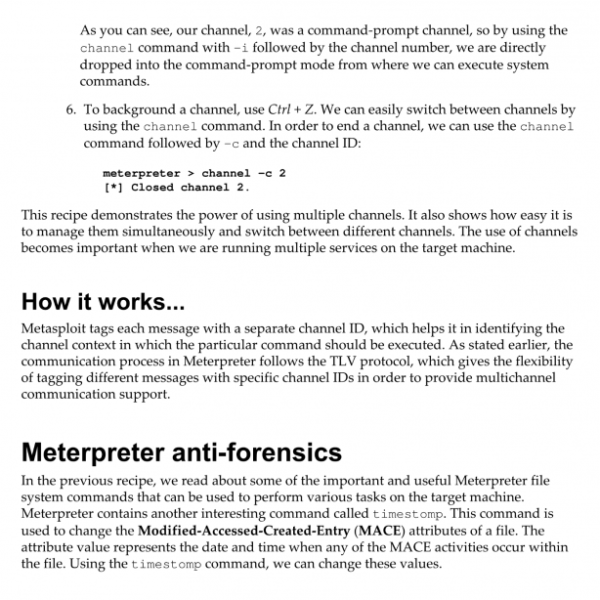 As you can see, our channel, 2, was a command-prompt channel, so by using the
channel command with -i followed by the channel number, we are directly
dropped into the command-prompt mode from where we can execute system
commands.
6. To background a channel, use Ctrl + Z. We can easily switch between channels by
using the channel command. In order to end a channel, we can use the channel
command followed by -c and the channel ID:
meterpreter > channel -c 2
[*] Closed channel 2.
This recipe demonstrates the power of using multiple channels. It also shows how easy it is
to manage them simultaneously and switch between different channels. The use of channels
becomes important when we are running multiple services on the target machine.
How it works...
Metasploit tags each message with a separate channel ID, which helps it in identifying the
channel context in which the particular command should be executed. As stated earlier, the
communication process in Meterpreter follows the TLV protocol, which gives the flexibility
of tagging different messages with specific channel IDs in order to provide multichannel
communication support.
Meterpreter anti-forensics
In the previous recipe, we read about some of the important and useful Meterpreter file
system commands that can be used to perform various tasks on the target machine.
Meterpreter contains another interesting command called timestomp. This command is
used to change the Modified-Accessed-Created-Entry (MACE) attributes of a file. The
attribute value represents the date and time when any of the MACE activities occur within
the file. Using the timestomp command, we can change these values.